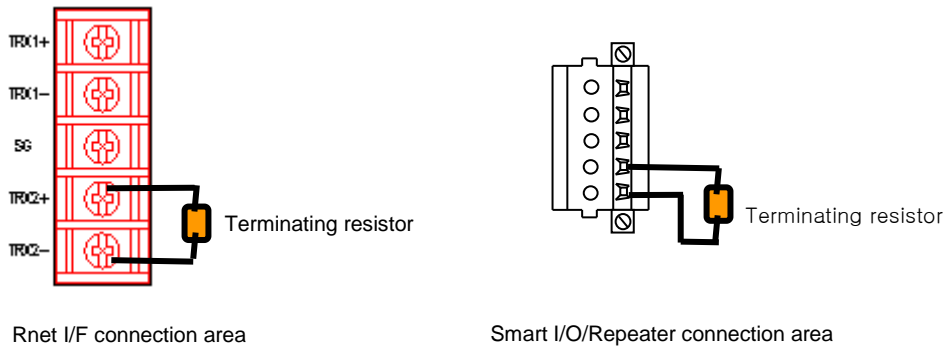 TRX1+
TRX1-
SG
TRX2+
TRX2-
Terminating resistor
Terminating resistor
Rnet I/F connection area
Smart I/O/Repeater connection area